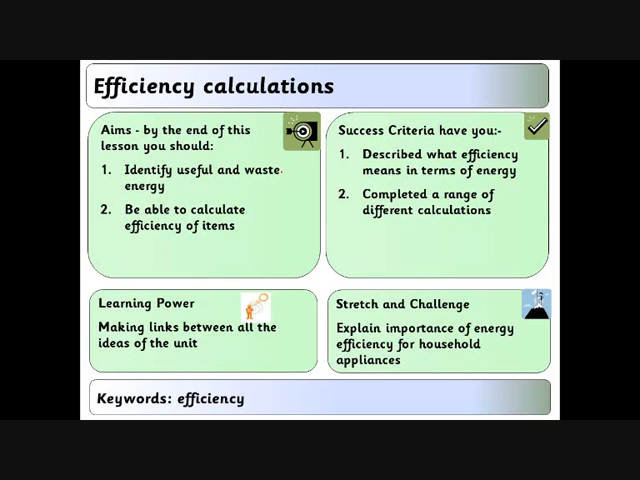 Efficiency calculations
Aims - by the end of this
lesson you should:
1. Identify useful and waste
energy
2. Be able to calculate
efficiency of items
Success Criteria have you:-
1. Described what efficiency
means in terms of energy
2. Completed a range of
different calculations
Learning Power
Making links between all the
ideas of the unit
Stretch and Challenge
Explain importance of energy
efficiency for household
appliances
Keywords: efficiency